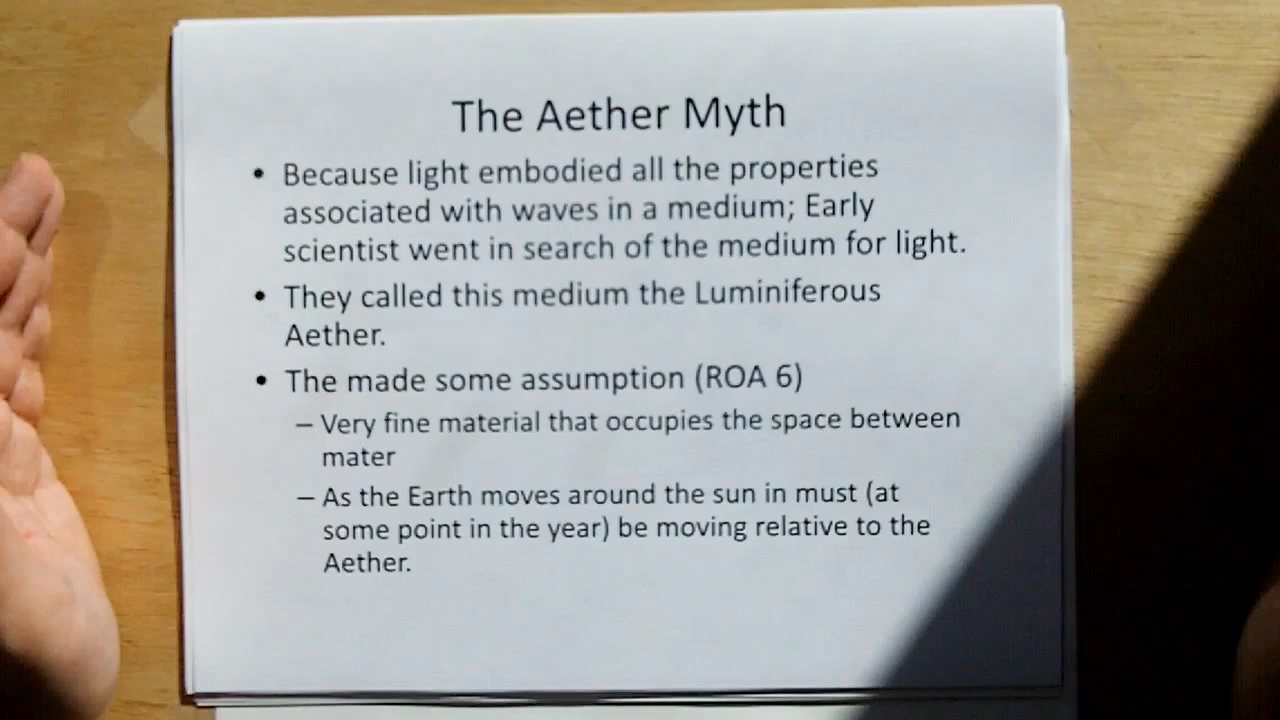 The Aether Myth
• Because light embodied all the properties
associated with waves in a medium; Early
scientist went in search of the medium for light.
• They called this medium the Luminiferous
Aether.
• The made some assumption (ROA 6)
– Very fine material that occupies the space between
mater
– As the Earth moves around the sun in must (at
some point in the year) be moving relative to the
Aether.